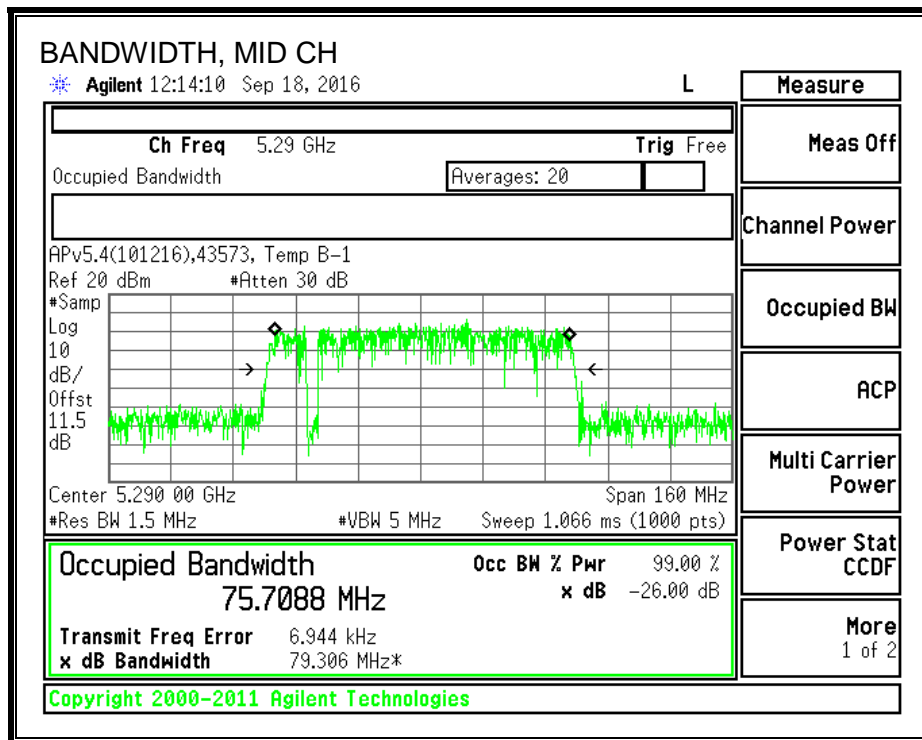 BANDWIDTH, MID CH
Agilent 12:14:10 Sep 18, 2016 L
Measure
Ch Freq 5.29 GHz Trig Free
Occupied Bandwidth Averages: 20
APv5.4(101216),43573, Temp B-1
Ref 20 dBm #Atten 30 dB
#Samp
Log
10
dB/
Offst
11.5
dB
Center 5.290 00 GHz Span 160 MHz
#Res BW 1.5 MHz #VBW 5 MHz Sweep 1.066 ms (1000 pts)
Occupied Bandwidth Occ BW % Pwr 99.00 %
75.7088 MHz x dB -26.00 dB
Transmit Freq Error 6.944 kHz
x dB Bandwidth 79.306 MHz*
Copyright 2000-2011 Agilent Technologies
Meas Off
Channel Power
Occupied BW
ACP
Multi Carrier
Power
Power Stat
CCDF
More
1 of 2